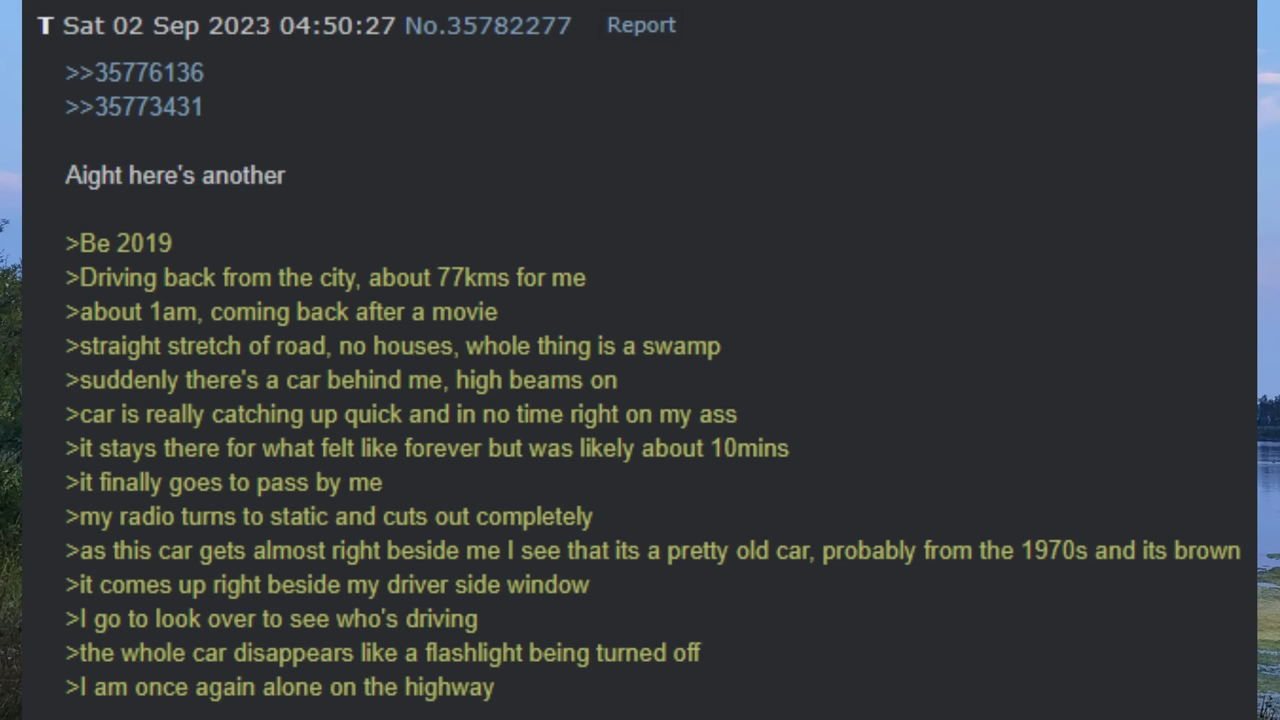 T Sat 02 Sep 2023 04:50:27 No.35782277 Report
>>35776136
>>35773431
Aight here's another
>Be 2019
>Driving back from the city, about 77kms for me
>about 1am, coming back after a movie
>straight stretch of road, no houses, whole thing is a swamp
>suddenly there's a car behind me, high beams on
>car is really catching up quick and in no time right on my ass
>it stays there for what felt like forever but was likely about 10mins
>it finally goes to pass by me
>my radio turns to static and cuts out completely
>as this car gets almost right beside me I see that its a pretty old car, probably from the 1970s and its brown
>it comes up right beside my driver side window
>I go to look over to see who's driving
>the whole car disappears like a flashlight being turned off
>I am once again alone on the highway